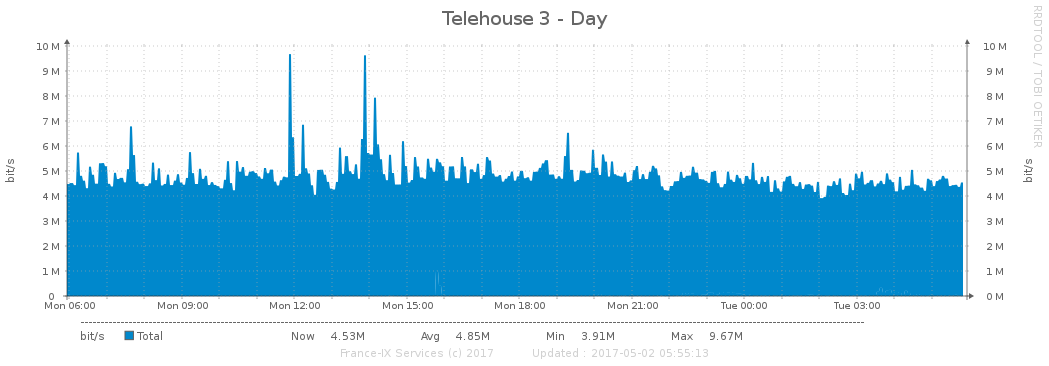 Telehouse 3 - Day
RRDTOOL / TOBI OETIKER
bit/s
bit/s
10 M 10 M
9 M 9 M
8 M 8 M
7 M 7 M
6 M 6 M
5 M 5 M
4 M 4 M
3 M 3 M
2 M 2 M
1 M 1 M
0 0 M
Mon 06:00 Mon 09:00 Mon 12:00 Mon 15:00 Mon 18:00 Mon 21:00 Tue 00:00 Tue 03:00
bit/s Total Now 4.53M Avg 4.85M Min 3.91M Max 9.67M
France-IX Services (c) 2017 Updated : 2017-05-02 05:55:13